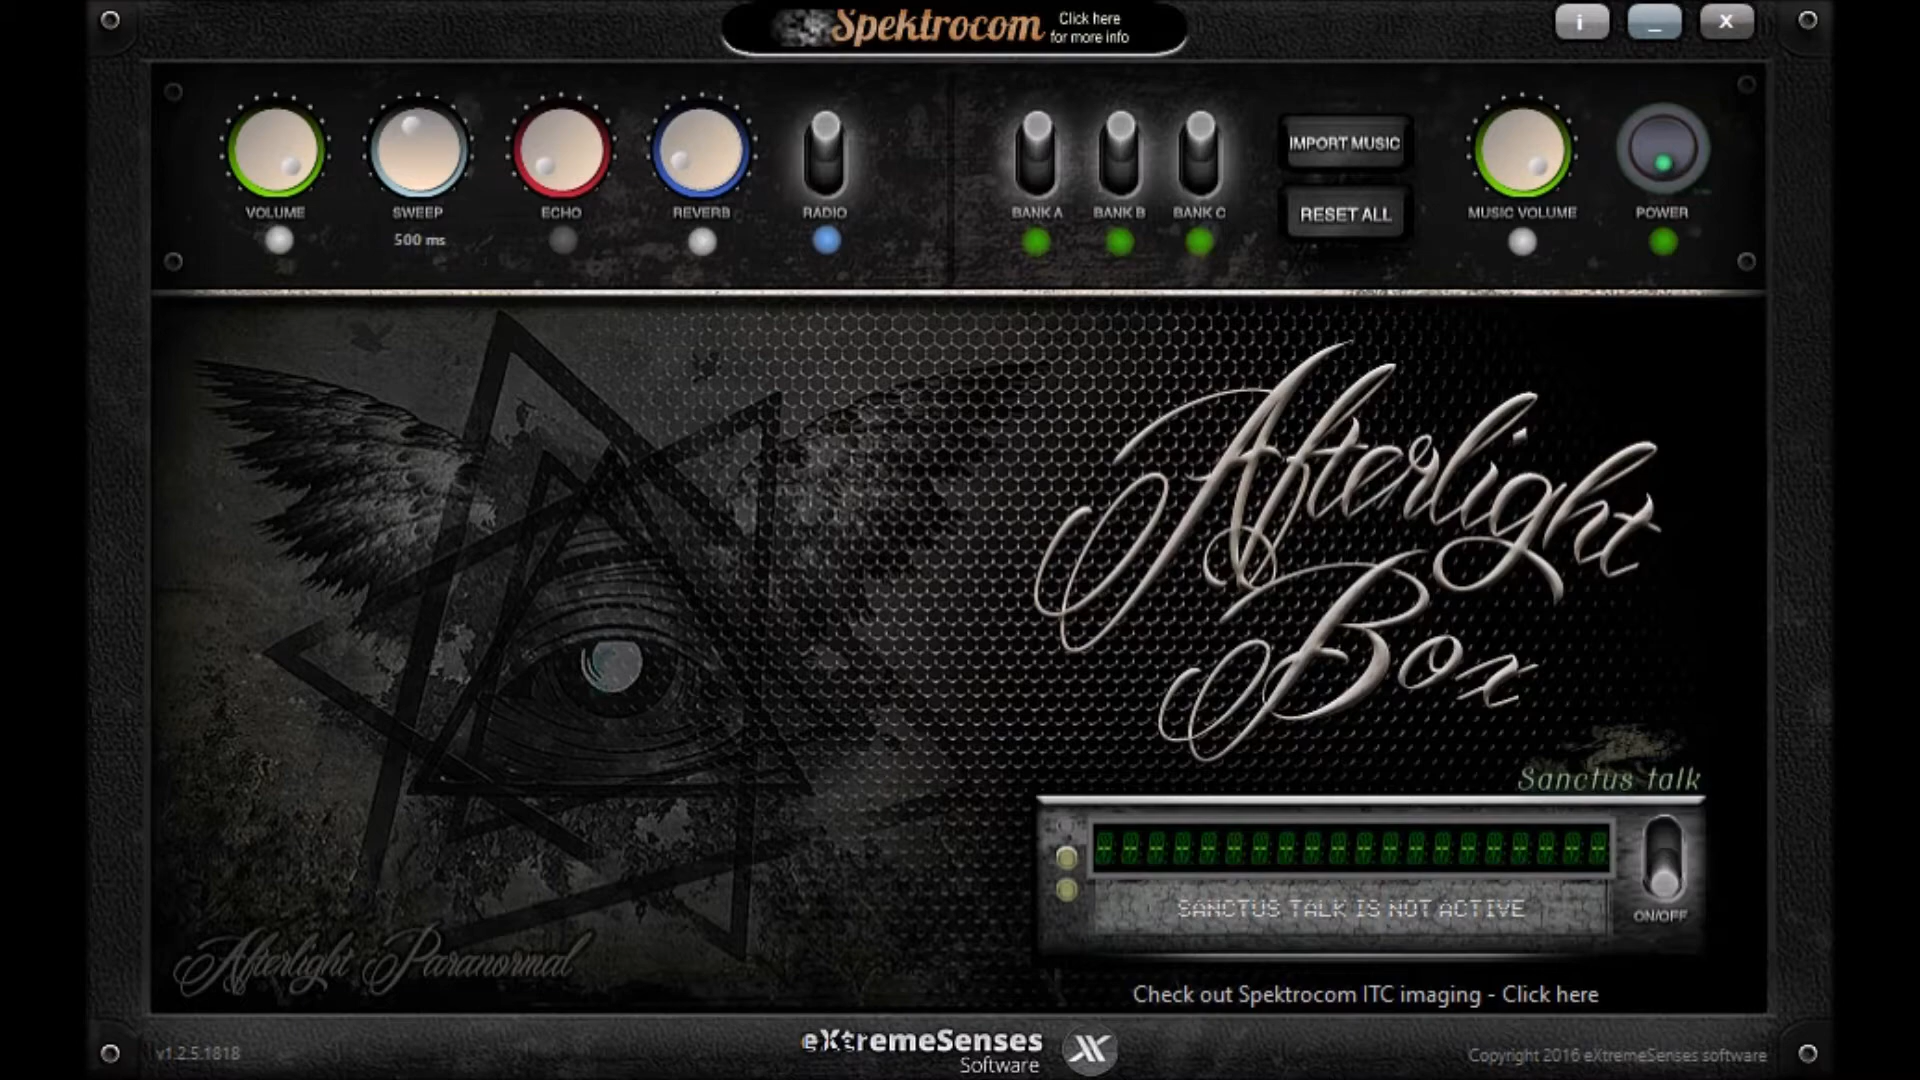 Spektrocom
Click here
for more info
i
_
X
VOLUME
SWEEP
ECHO
REVERB
RADIO
BANK A
BANK B
BANK C
IMPORT MUSIC
RESET ALL
MUSIC VOLUME
POWER
500 ms
Afterlight
Box
Sanctus talk
SANCTUS TALK IS NOT ACTIVE
ON/OFF
Afterlight Paranormal
Check out Spektrocom ITC imaging - Click here
v1.2.5.1818
eXtremeSenses
Software
X
Copyright 2016 eXtremeSenses software